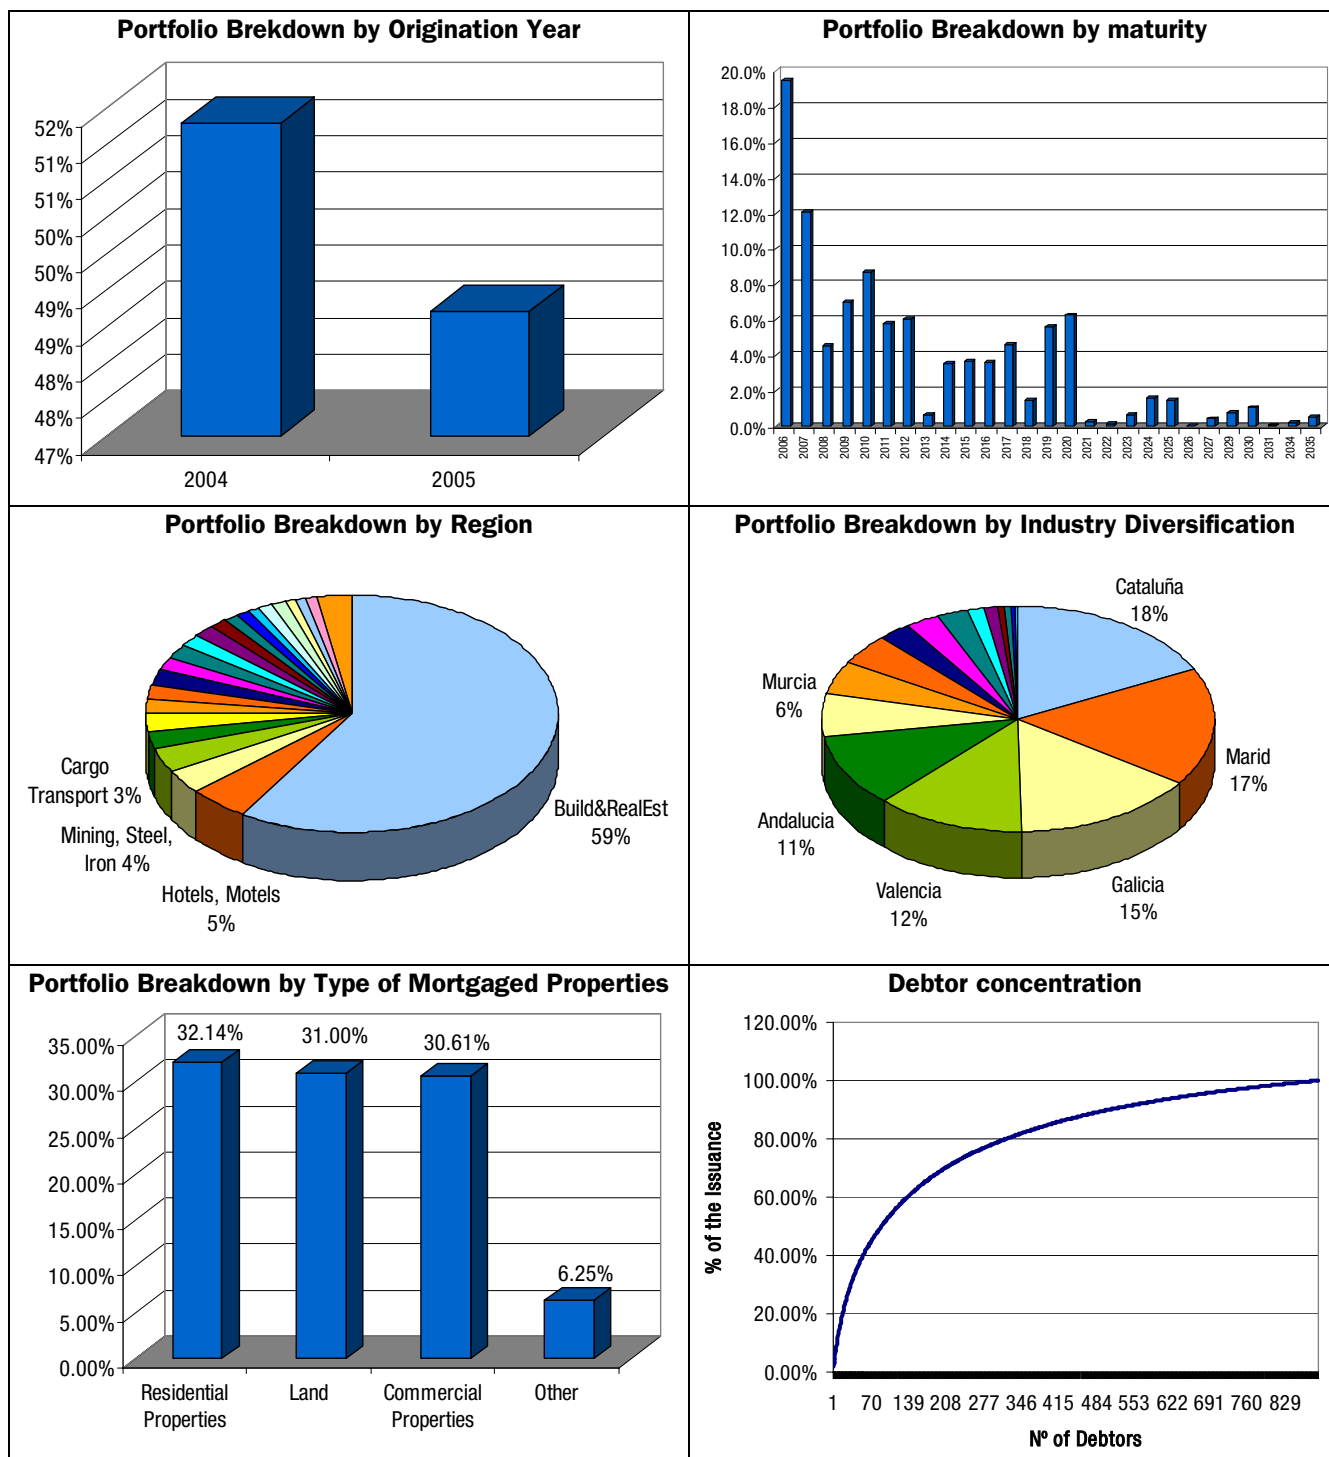 Portfolio Brekdown by Origination Year
52%
51%
51%
50%
50%
49%
49%
48%
48%
47%
2004 2005
Portfolio Breakdown by maturity
20.0%
18.0%
16.0%
14.0%
12.0%
10.0%
8.0%
6.0%
4.0%
2.0%
0.0%
2006 2007 2008 2009 2010 2011 2012 2013 2014 2015 2016 2017 2018 2019 2020 2021 2022 2023 2024 2025 2026 2027 2029 2030 2031 2034 2035
Portfolio Breakdown by Region
Cargo
Transport 3%
Mining, Steel,
Iron 4%
Hotels, Motels
5%
Build&RealEst
59%
Portfolio Breakdown by Industry Diversification
Cataluña
18%
Murcia
6%
Marid
17%
Andalucia
11%
Valencia
12%
Galicia
15%
Portfolio Breakdown by Type of Mortgaged Properties
35.00%
30.00%
25.00%
20.00%
15.00%
10.00%
5.00%
0.00%
32.14% 31.00% 30.61% 6.25%
Residential
Properties
Land
Commercial
Properties
Other
Debtor concentration
% of the Issuance
120.00%
100.00%
80.00%
60.00%
40.00%
20.00%
0.00%
1 70 139 208 277 346 415 484 553 622 691 760 829
Nº of Debtors